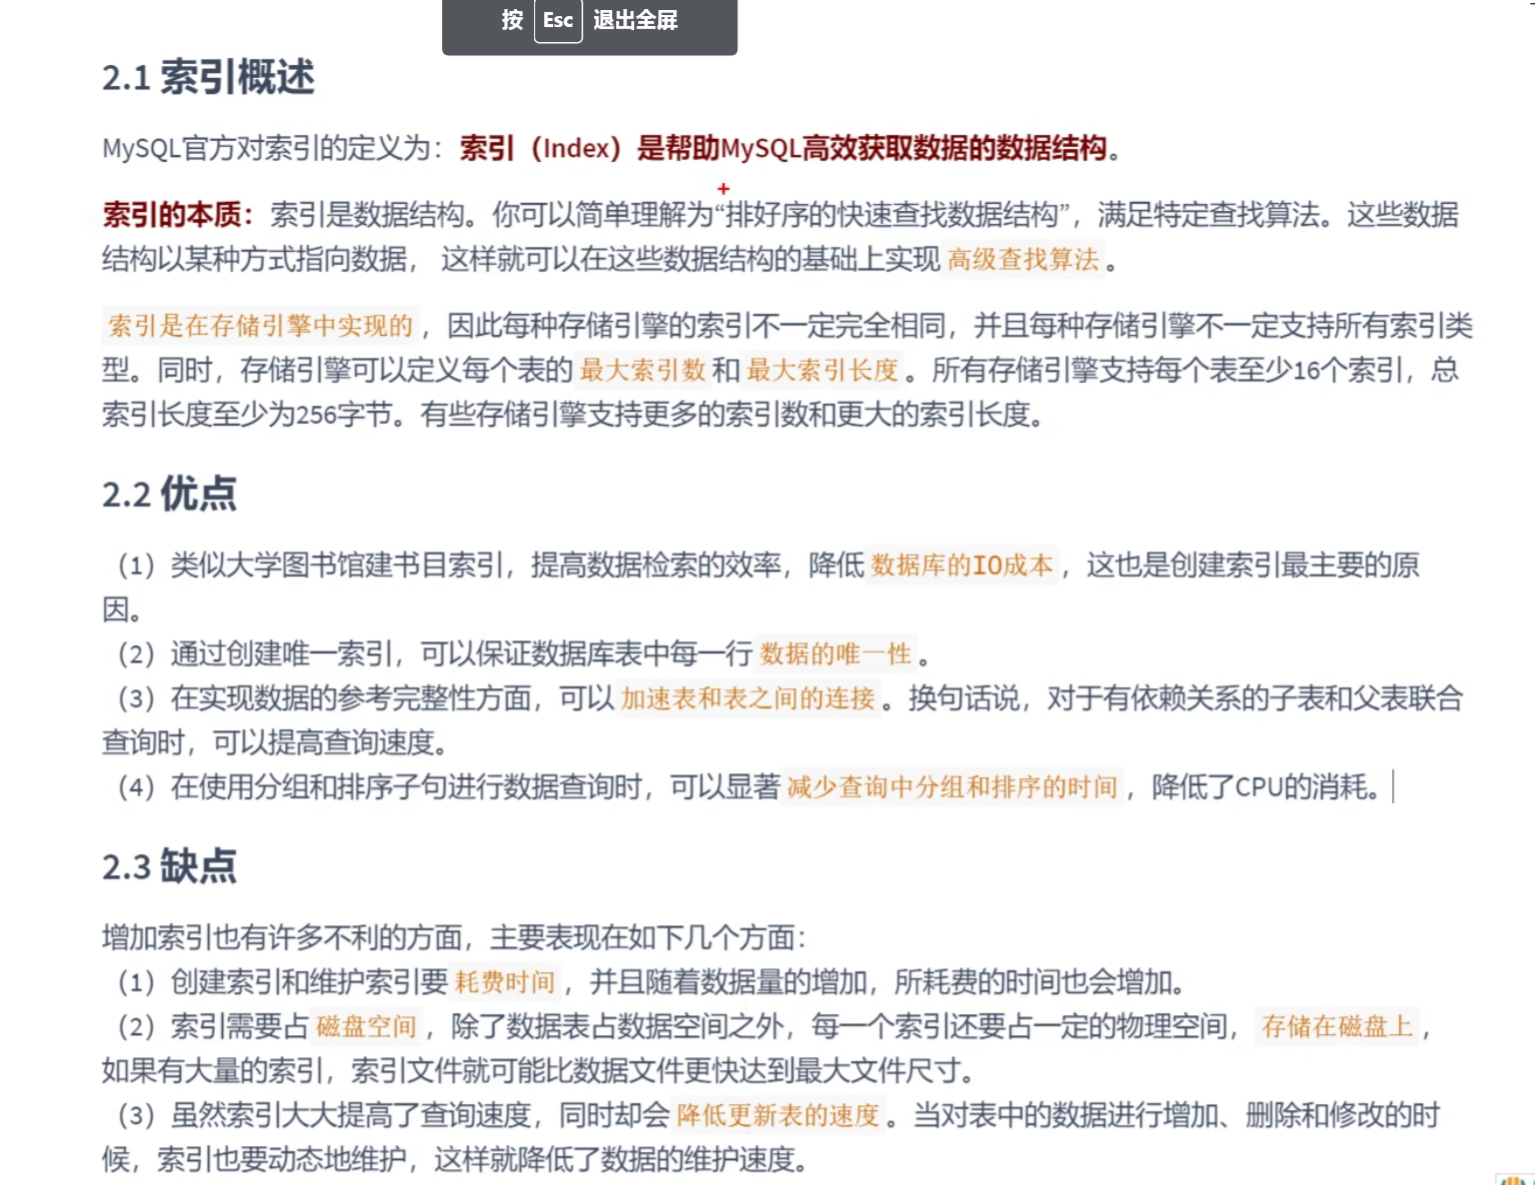 按 Esc 退出全屏
2.1 索引概述
MySQL官方对索引的定义为：索引（Index）是帮助MySQL高效获取数据的数据结构。
索引的本质：索引是数据结构。你可以简单理解为“排好序的快速查找数据结构”，满足特定查找算法。这些数据
结构以某种方式指向数据， 这样就可以在这些数据结构的基础上实现 高级查找算法 。
索引是在存储引擎中实现的 ，因此每种存储引擎的索引不一定完全相同，并且每种存储引擎不一定支持所有索引类
型。同时，存储引擎可以定义每个表的 最大索引数 和 最大索引长度 。所有存储引擎支持每个表至少16个索引，总
索引长度至少为256字节。有些存储引擎支持更多的索引数和更大的索引长度。
2.2 优点
（1）类似大学图书馆建书目索引，提高数据检索的效率，降低 数据库的IO成本 ，这也是创建索引最主要的原
因。
（2）通过创建唯一索引，可以保证数据库表中每一行 数据的唯一性 。
（3）在实现数据的参考完整性方面，可以 加速表和表之间的连接 。换句话说，对于有依赖关系的子表和父表联合
查询时，可以提高查询速度。
（4）在使用分组和排序子句进行数据查询时，可以显著 减少查询中分组和排序的时间 ，降低了CPU的消耗。
2.3 缺点
增加索引也有许多不利的方面，主要表现在如下几个方面：
（1）创建索引和维护索引要 耗费时间 ，并且随着数据量的增加，所耗费的时间也会增加。
（2）索引需要占 磁盘空间 ，除了数据表占数据空间之外，每一个索引还要占一定的物理空间， 存储在磁盘上 ，
如果有大量的索引，索引文件就可能比数据文件更快达到最大文件尺寸。
（3）虽然索引大大提高了查询速度，同时却会 降低更新表的速度 。当对表中的数据进行增加、删除和修改的时
候，索引也要动态地维护，这样就降低了数据的维护速度。